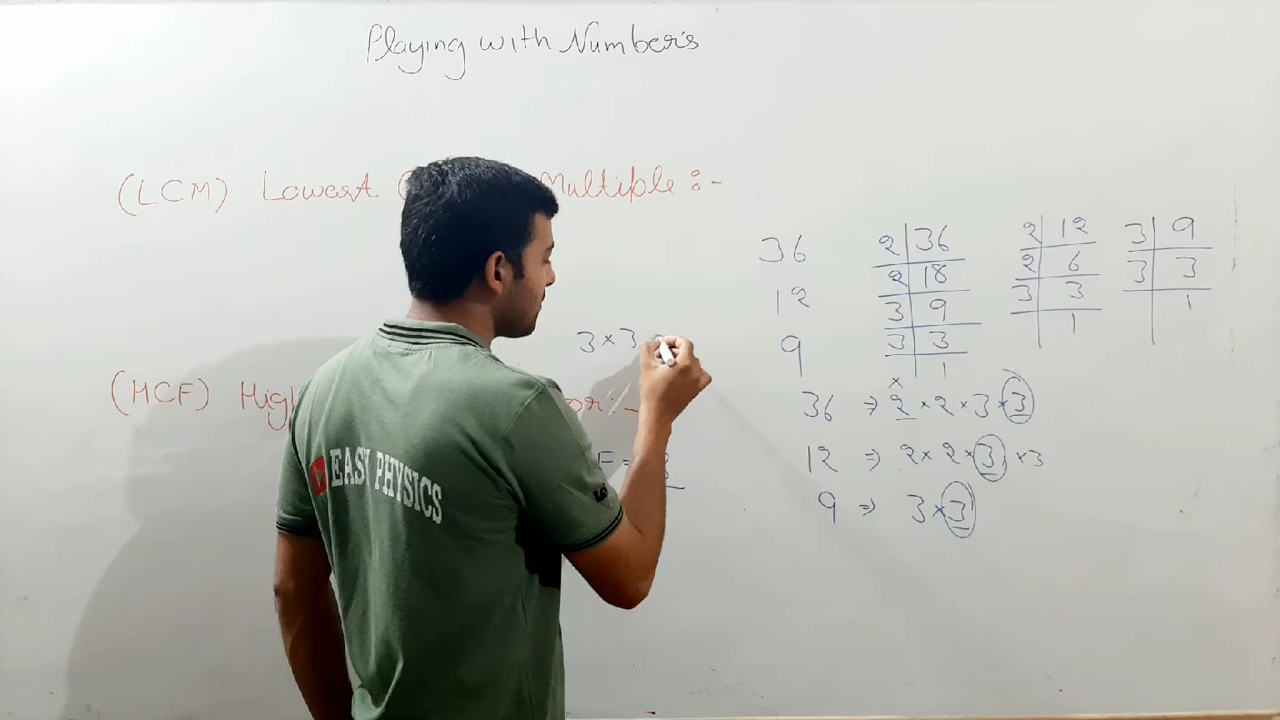 Playing with Number's
(LCM) Lowest Multiple :-
(HCF) :-
3 × 3
F =
36
12
9
2 | 36
2 | 18
3 | 9
3 | 3
1
2 | 12
2 | 6
3 | 3
1
3 | 9
3 | 3
1
36 ⇒ 2 × 2 × 3 × 3
12 ⇒ 2 × 2 × 3 × 3
9 ⇒ 3 × 3
EASY PHYSICS